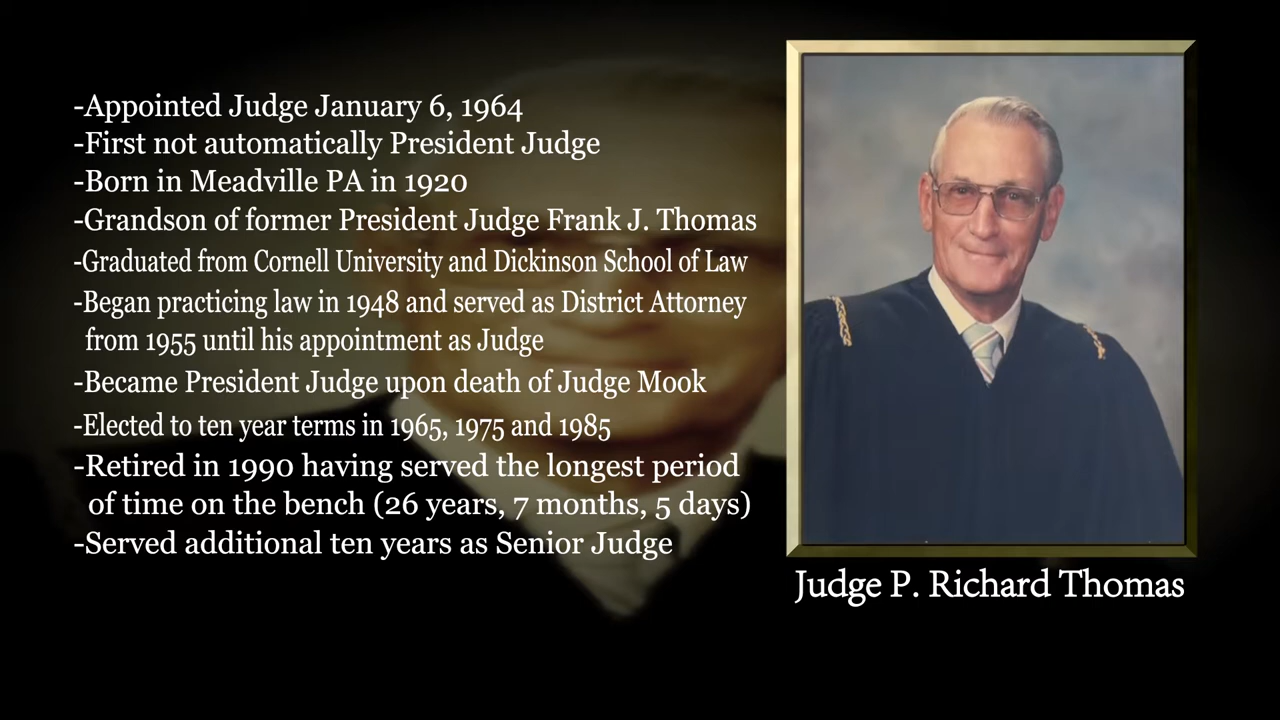 -Appointed Judge January 6, 1964
-First not automatically President Judge
-Born in Meadville PA in 1920
-Grandson of former President Judge Frank J. Thomas
-Graduated from Cornell University and Dickinson School of Law
-Began practicing law in 1948 and served as District Attorney
from 1955 until his appointment as Judge
-Became President Judge upon death of Judge Mook
-Elected to ten year terms in 1965, 1975 and 1985
-Retired in 1990 having served the longest period
of time on the bench (26 years, 7 months, 5 days)
-Served additional ten years as Senior Judge
Judge P. Richard Thomas